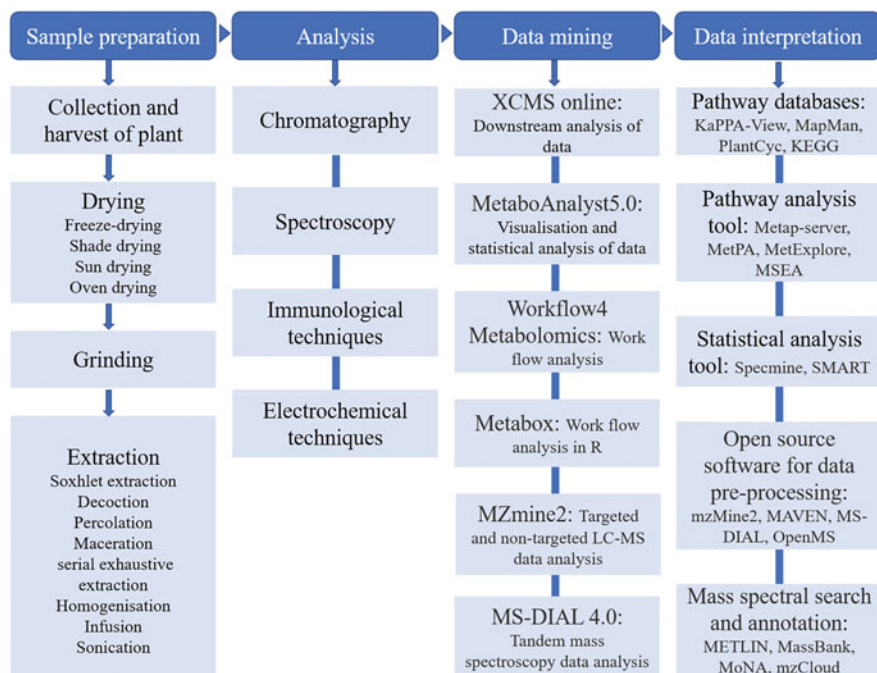 Sample preparation
Collection and
harvest of plant
Drying
Freeze-drying
Shade drying
Sun drying
Oven drying
Grinding
Extraction
Soxhlet extraction
Decoction
Percolation
Maceration
serial exhaustive
extraction
Homogenisation
Infusion
Sonication
Analysis
Chromatography
Spectroscopy
Immunological
techniques
Electrochemical
techniques
Data mining
XCMS online:
Downstream analysis of
data
MetaboAnalyst5.0:
Visualisation and
statistical analysis of data
Workflow4
Metabolomics: Work
flow analysis
Metabox: Work flow
analysis in R
MZmine2: Targeted
and non-targeted LC-MS
data analysis
MS-DIAL 4.0:
Tandem mass
spectroscopy data analysis
Data interpretation
Pathway databases:
KaPPA-View, MapMan,
PlantCyc, KEGG
Pathway analysis
tool: Metap-server,
MetPA, MetExplore,
MSEA
Statistical analysis
tool: Specmine, SMART
Open source
software for data
pre-processing:
mzMine2, MAVEN, MS-
DIAL, OpenMS
Mass spectral search
and annotation:
METLIN, MassBank,
MoNA, mzCloud